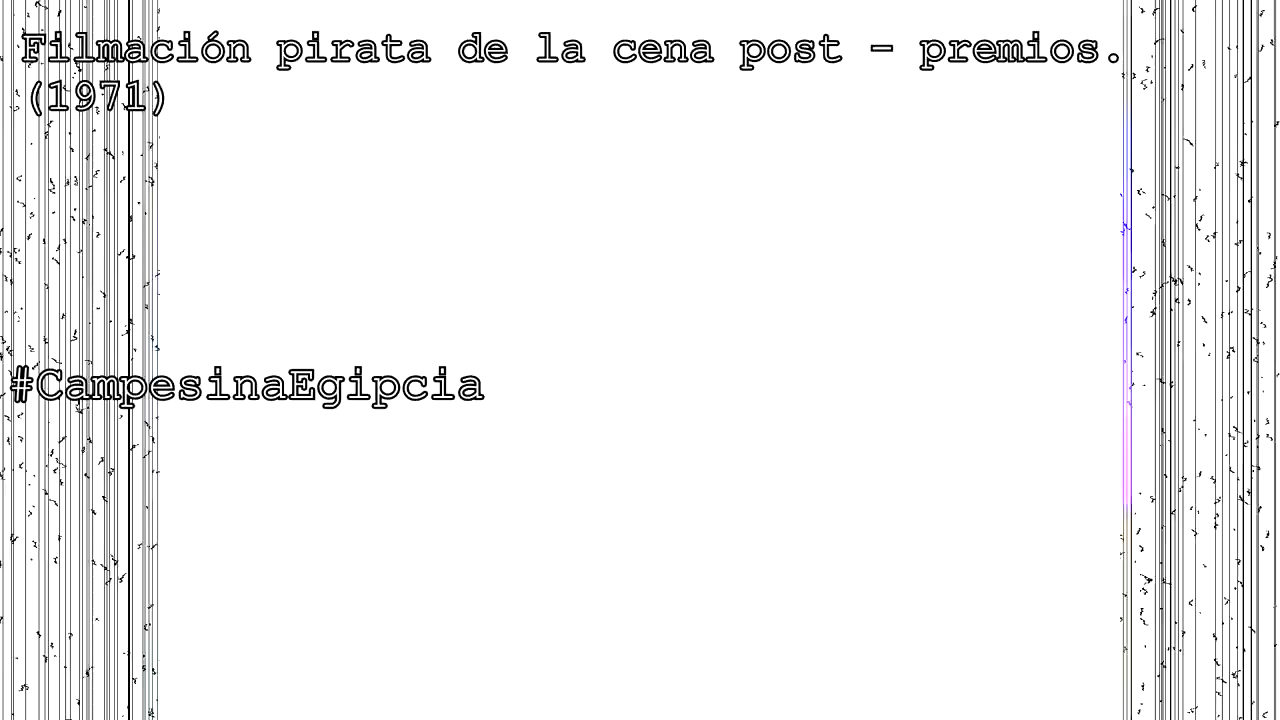 Filmación pirata de la cena post - premios.
(1971)
#CampesinaEgipcia